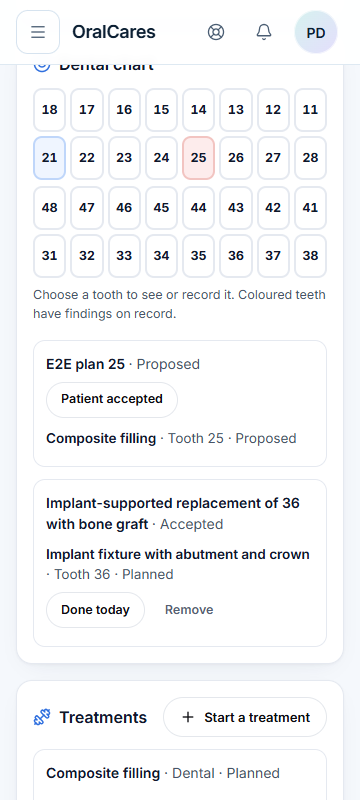 OralCares
PD
Dental chart
18 17 16 15 14 13 12 11
21 22 23 24 25 26 27 28
48 47 46 45 44 43 42 41
31 32 33 34 35 36 37 38
Choose a tooth to see or record it. Coloured teeth
have findings on record.
E2E plan 25 · Proposed
Patient accepted
Composite filling · Tooth 25 · Proposed
Implant-supported replacement of 36
with bone graft · Accepted
Implant fixture with abutment and crown
· Tooth 36 · Planned
Done today Remove
Treatments + Start a treatment
Composite filling · Dental · Planned